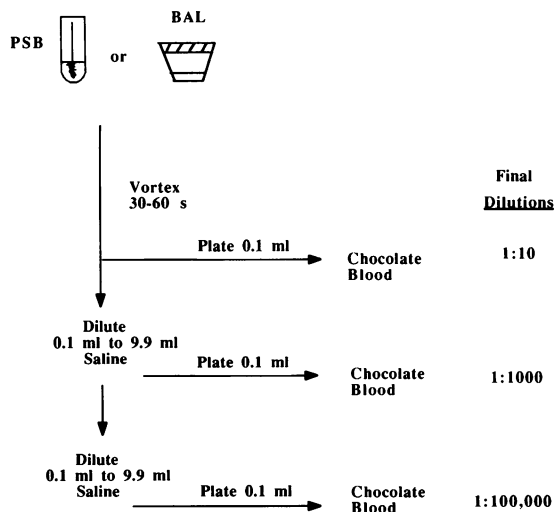 PSB
or
BAL
Vortex
30-60 s
Final
Dilutions
Plate 0.1 ml
Chocolate
Blood
1:10
Dilute
0.1 ml to 9.9 ml
Saline
Plate 0.1 ml
Chocolate
Blood
1:1000
Dilute
0.1 ml to 9.9 ml
Saline
Plate 0.1 ml
Chocolate
Blood
1:100,000